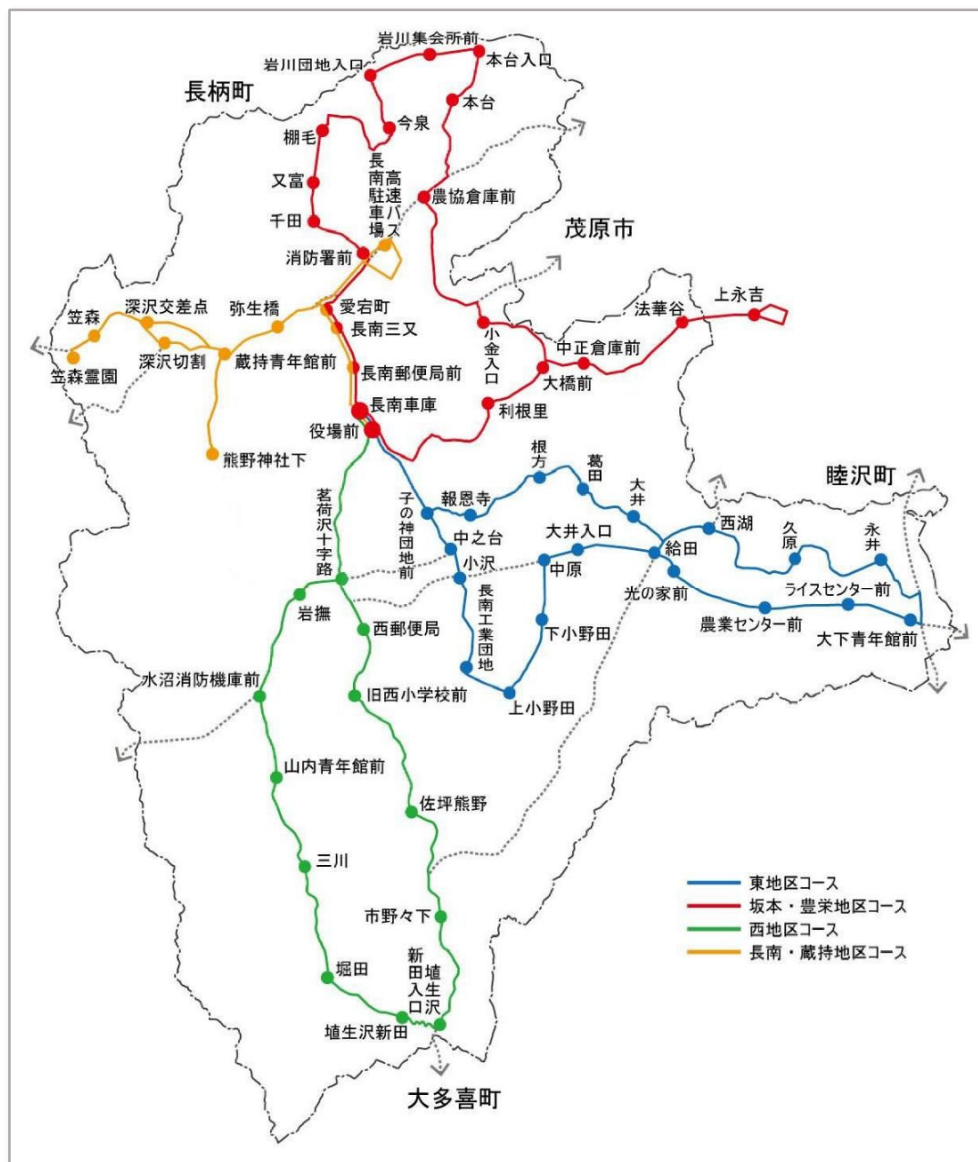 岩川集会所前
岩川団地入口
本台入口
長柄町
本台
今泉
棚毛
高速バス
長南駐車場
又富
農協倉庫前
千田
茂原市
消防署前
上永吉
法華谷
弥生橋
愛宕町
深沢交差点
笠森
長南三又
小金入口
中正倉庫前
笠森霊園
深沢切割
蔵持青年館前
長南郵便局前
大橋前
長南車庫
利根里
役場前
熊野神社下
根方
葛田
大井
睦沢町
茗荷沢十字路
子の神団地前
報恩寺
西湖
久原
永井
中之台
大井入口
給田
小沢
中原
岩撫
光の家前
ライスセンター前
長南工業団地
農業センター前
西郵便局
下小野田
大下青年館前
水沼消防機庫前
旧西小学校前
上小野田
山内青年館前
佐坪熊野
三川
東地区コース
坂本・豊栄地区コース
市野々下
西地区コース
長南・蔵持地区コース
堀田
埴生沢
新田入口
埴生沢新田
大多喜町